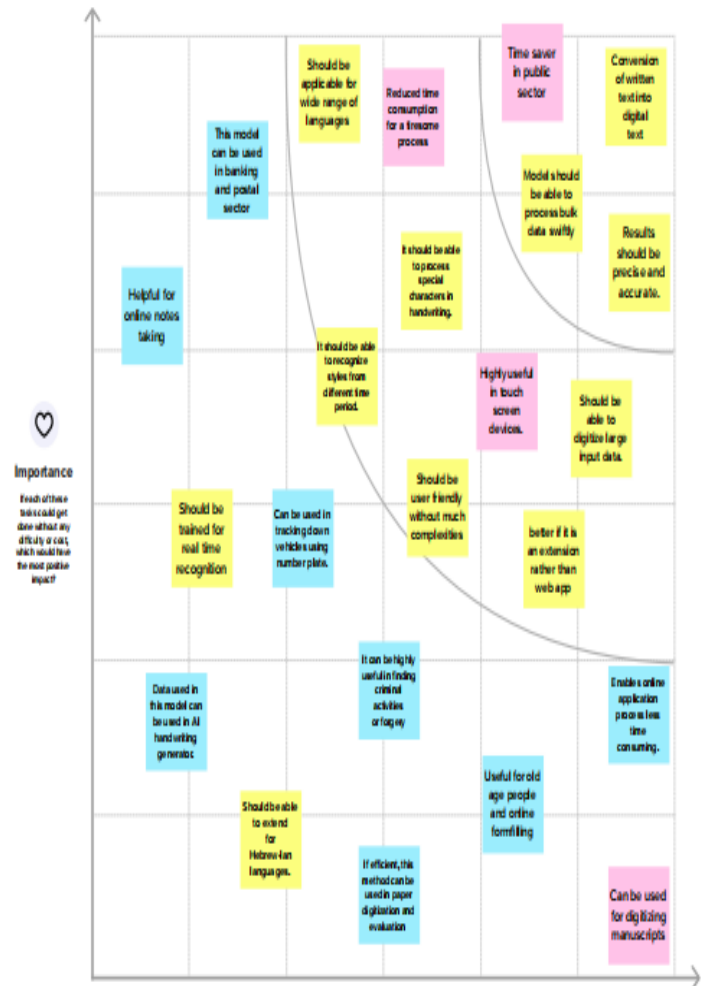 Time saver
in public
sector
Should be
applicable for
wide range of
languages
Conversion
of written
text into
digital
text
Reduced time
consumption
for a tiresome
process
This model
can be used
in banking
and postal
sector
Model should
be able to
process bulk
data swiftly
Results
should be
precise and
accurate.
It should be able
to process
special
characters in
handwriting.
Helpful for
online notes
taking
It should be able
to recognize
styles from
different time
period.
Highly useful
in touch
screen
devices.
Should be
able to
digitize large
input data.
Importance
If each of these
tasks could get
done without any
difficulty or cost,
which would have
the most positive
impact?
Should be
user friendly
without much
complexities
Should be
trained for
real time
recognition
Can be used in
tracking down
vehicles using
number plate.
better if it is
an extension
rather than
web app
It can be highly
useful in finding
criminal
activities
or forgery
Enables online
application
process less
time
consuming.
Data used in
this model can
be used in AI
handwriting
generator.
Useful for old
age people
and online
formfilling
Should be able
to extend
for
Hebrew-Ian
languages.
If efficient, this
method can be
used in paper
digitization and
evaluation
Can be used
for digitizing
manuscripts